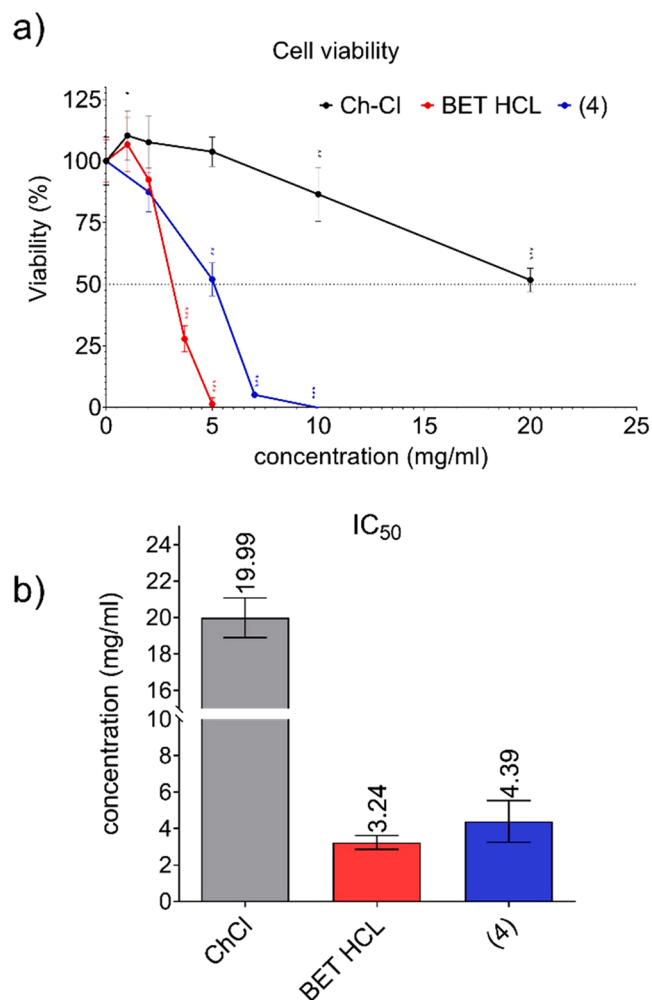 a)
Cell viability
Ch-Cl BET HCL (4)
Viability (%)
125
100
75
50
25
0
0 5 10 15 20 25
concentration (mg/ml)
b)
IC50
concentration (mg/ml)
24
22
20
18
16
10
8
6
4
2
0
19.99
3.24
4.39
ChCl
BET HCL
(4)